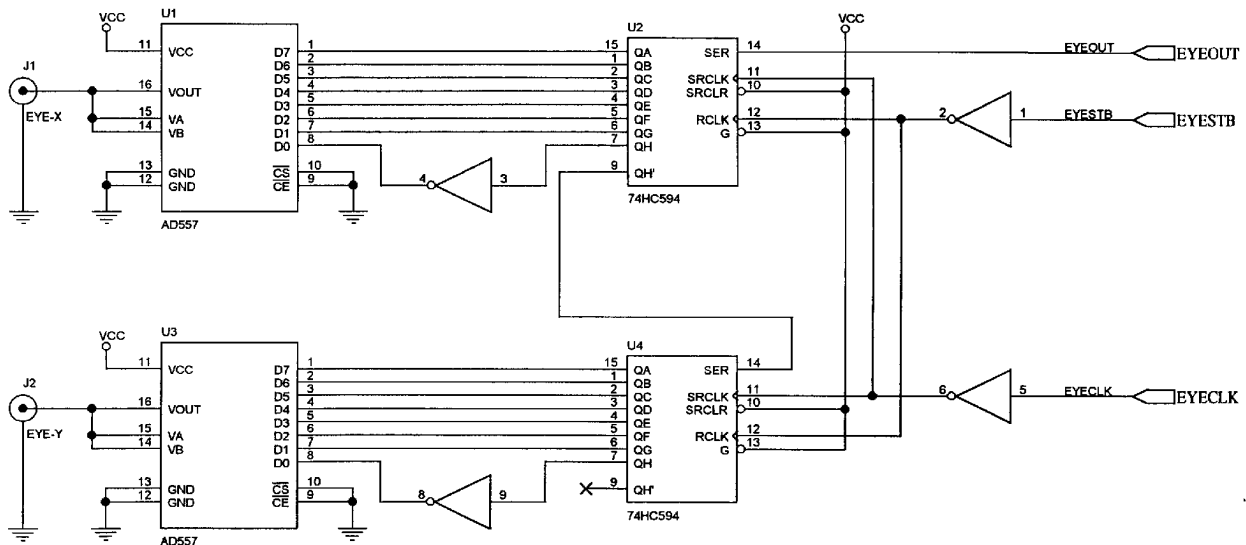 VCC
U1
U2
VCC
11 VCC
D7 1
15 QA
SER 14
EYEOUT
EYEOUT
D6 2
1 QB
J1
D5 3
2 QC
SRCLK 11
16 VOUT
D4 4
3 QD
SRCLR 10
D3 5
4 QE
EYE-X
15 VA
D2 6
5 QF
RCLK 12
2
1
EYESTB
EYESTB
14 VB
D1 7
6 QG
G 13
D0 8
7 QH
13 GND
CS 10
4
3
9 QH'
12 GND
CE 9
AD557
74HC594
VCC
U3
U4
11 VCC
D7 1
15 QA
SER 14
D6 2
1 QB
J2
D5 3
2 QC
SRCLK 11
6
5
EYECLK
EYECLK
16 VOUT
D4 4
3 QD
SRCLR 10
D3 5
4 QE
EYE-Y
15 VA
D2 6
5 QF
RCLK 12
14 VB
D1 7
6 QG
G 13
D0 8
7 QH
13 GND
CS 10
8
9
9 QH'
12 GND
CE 9
AD557
74HC594